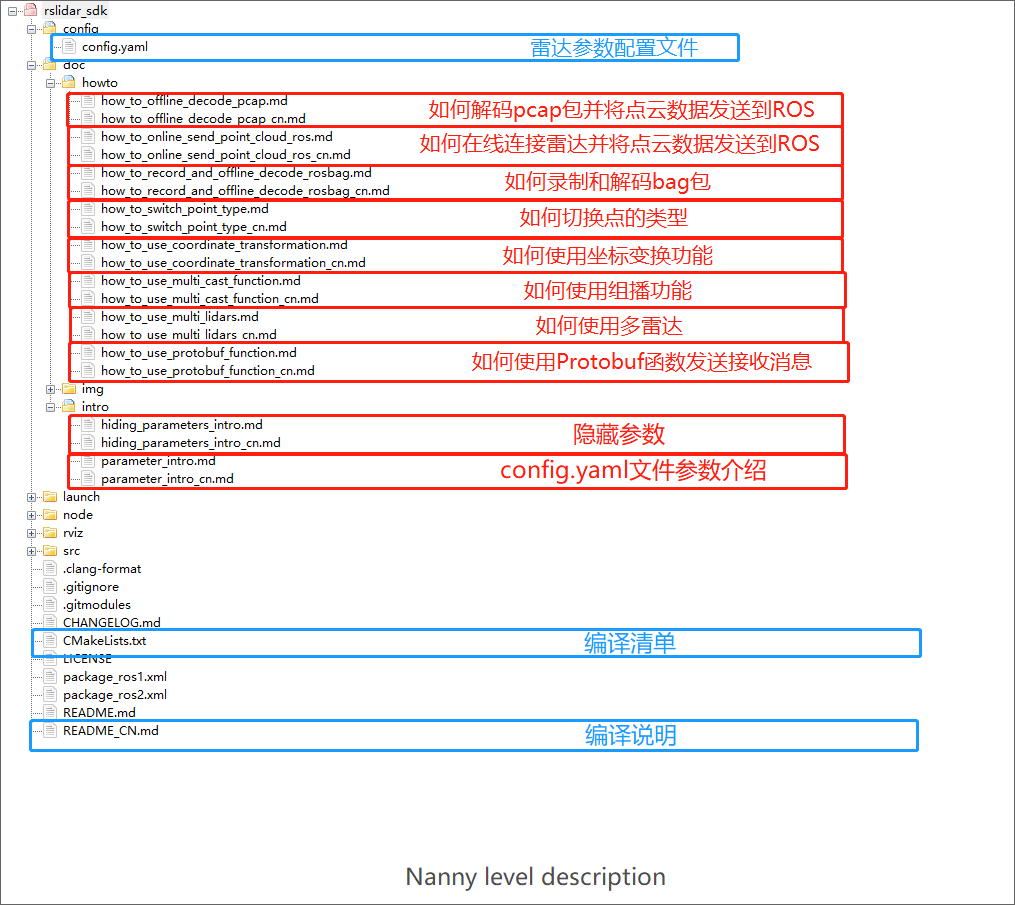 rslidar_sdk
config
config.yaml 雷达参数配置文件
doc
howto
how_to_offline_decode_pcap.md
如何解码pcap包并将点云数据发送到ROS
how_to_offline_decode_pcap_cn.md
how_to_online_send_point_cloud_ros.md
如何在线连接雷达并将点云数据发送到ROS
how_to_online_send_point_cloud_ros_cn.md
how_to_record_and_offline_decode_rosbag.md
如何录制和解码bag包
how_to_record_and_offline_decode_rosbag_cn.md
how_to_switch_point_type.md
如何切换点的类型
how_to_switch_point_type_cn.md
how_to_use_coordinate_transformation.md
如何使用坐标变换功能
how_to_use_coordinate_transformation_cn.md
how_to_use_multi_cast_function.md
如何使用组播功能
how_to_use_multi_cast_function_cn.md
how_to_use_multi_lidars.md
如何使用多雷达
how_to_use_multi_lidars_cn.md
how_to_use_protobuf_function.md
如何使用Protobuf函数发送接收消息
how_to_use_protobuf_function_cn.md
img
intro
hiding_parameters_intro.md
隐藏参数
hiding_parameters_intro_cn.md
parameter_intro.md
config.yaml文件参数介绍
parameter_intro_cn.md
launch
node
rviz
src
.clang-format
.gitignore
.gitmodules
CHANGELOG.md
CMakeLists.txt 编译清单
LICENSE
package_ros1.xml
package_ros2.xml
README.md
README_CN.md 编译说明
Nanny level description